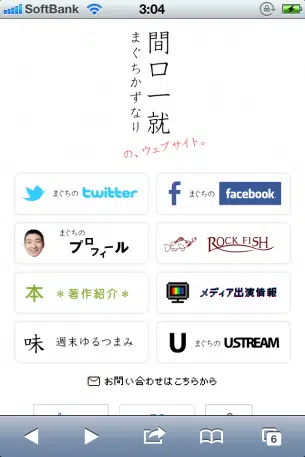 SoftBank 3:04
間口一就
まぐちかずなり
の、ウェブサイト。
まぐちの twitter
f まぐちの facebook
まぐちの
プロフィール
ROCK FISH
本 *著作紹介*
メディア出演情報
味 週末ゆるつまみ
U まぐちの USTREAM
お問い合わせはこちらから
6